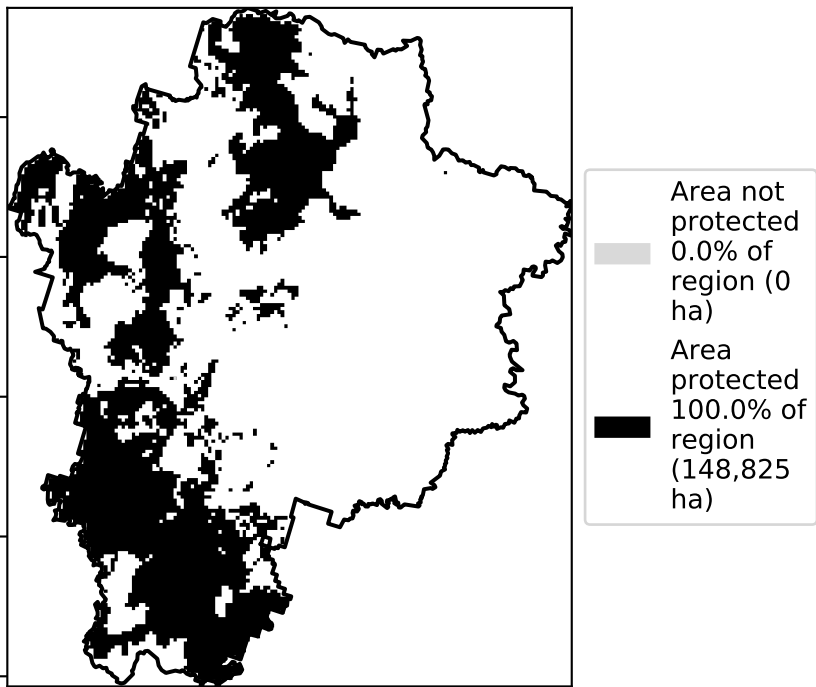 Area not
protected
0.0% of
region (0
ha)
Area
protected
100.0% of
region
(148,825
ha)